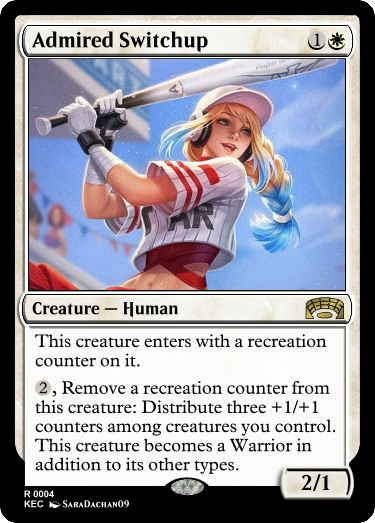 Admired Switchup 1
Creature — Human
This creature enters with a recreation
counter on it.
2, Remove a recreation counter from
this creature: Distribute three +1/+1
counters among creatures you control.
This creature becomes a Warrior in
addition to its other types.
2/1
R 0004
KEC SaraDachan09